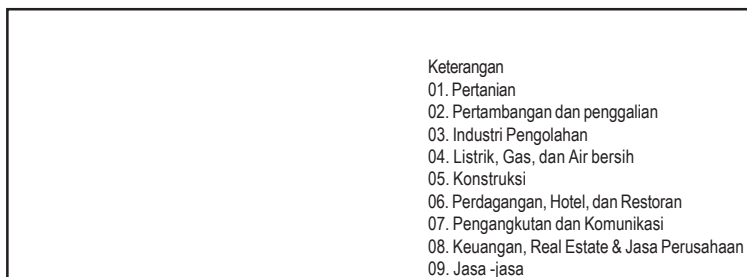 Keterangan
01. Pertanian
02. Pertambangan dan penggalian
03. Industri Pengolahan
04. Listrik, Gas, dan Air bersih
05. Konstruksi
06. Perdagangan, Hotel, dan Restoran
07. Pengangkutan dan Komunikasi
08. Keuangan, Real Estate & Jasa Perusahaan
09. Jasa -jasa